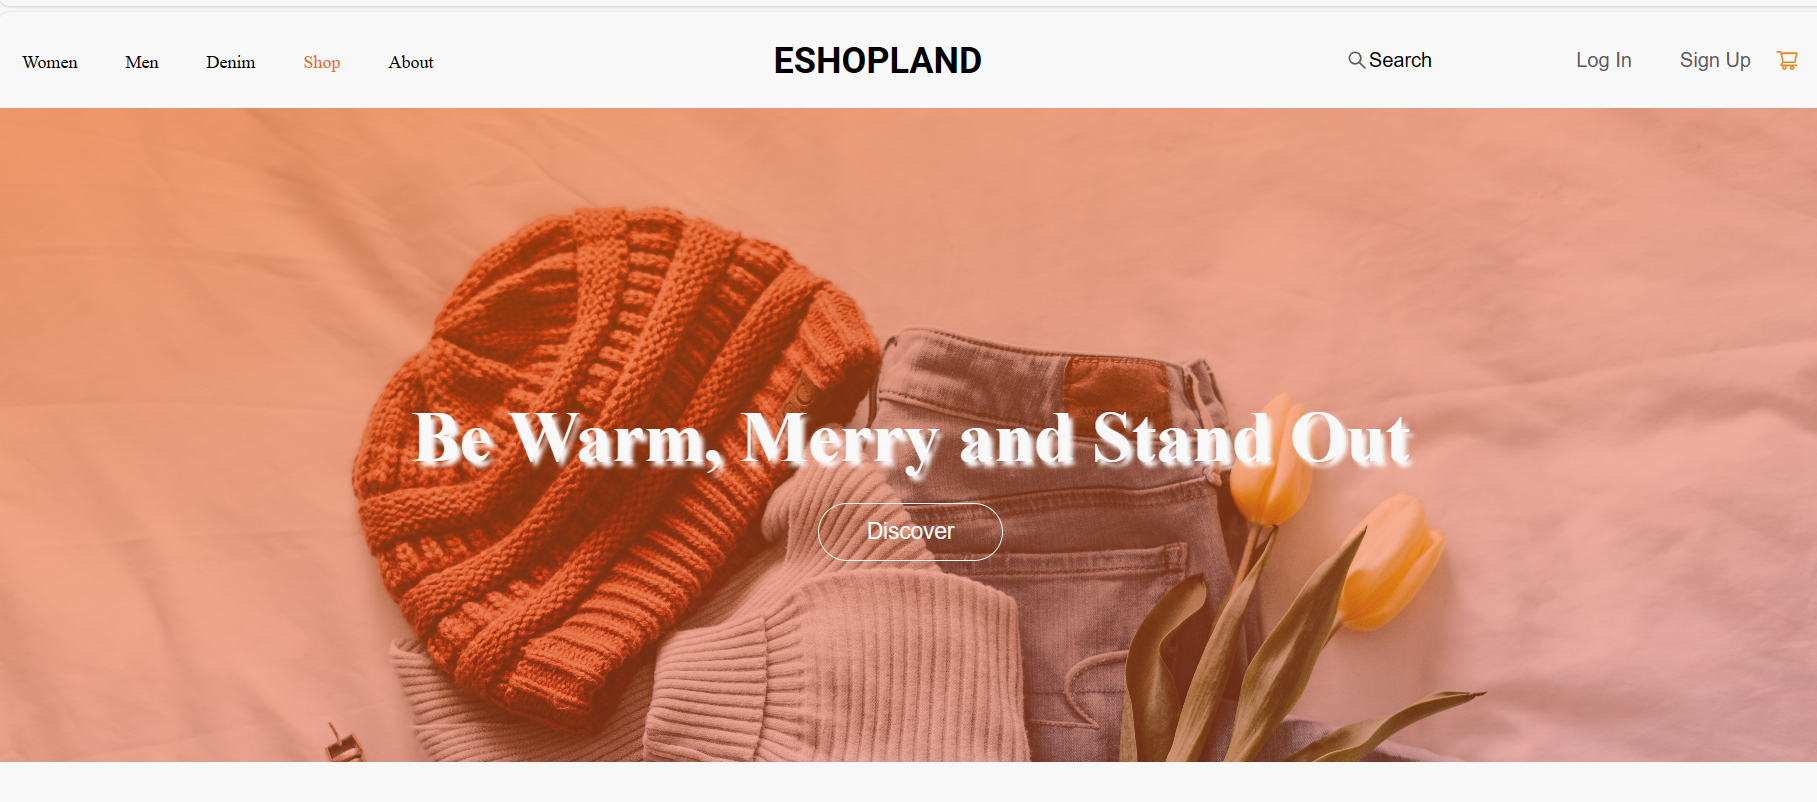 Women Men Denim Shop About ESHOPLAND Search Log In Sign Up
Be Warm, Merry and Stand Out
Discover